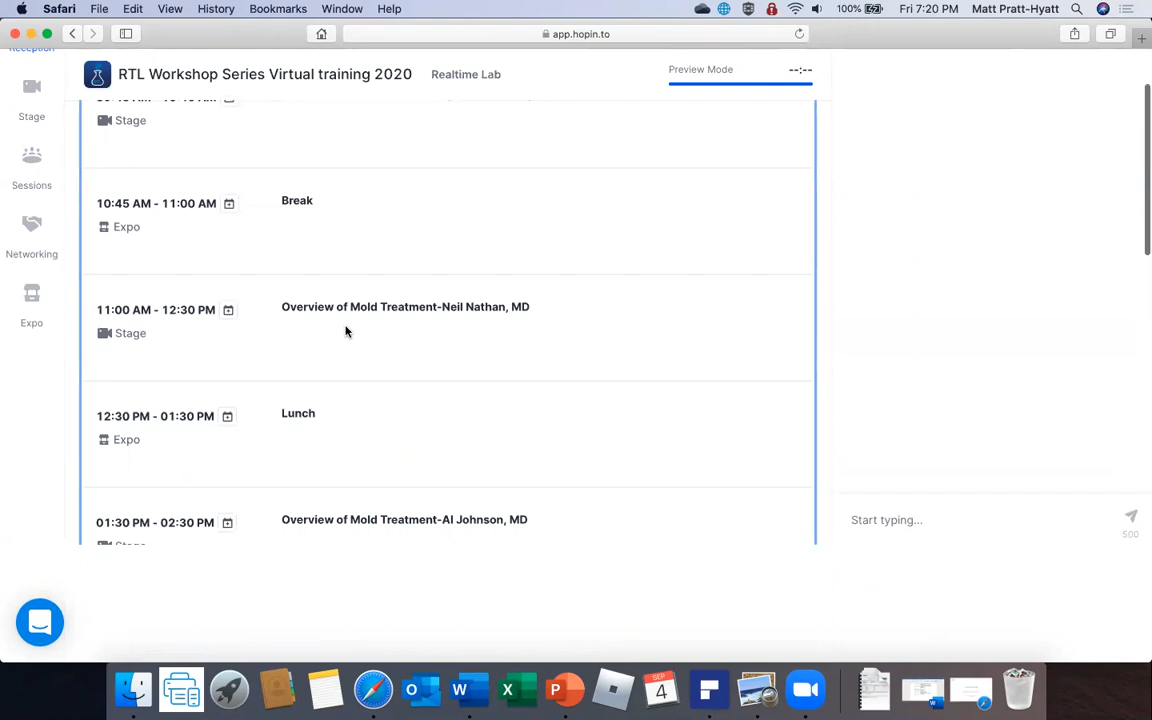 Safari File Edit View History Bookmarks Window Help 100% Fri 7:20 PM Matt Pratt-Hyatt
app.hopin.to
Reception
RTL Workshop Series Virtual training 2020 Realtime Lab Preview Mode --:--
Stage
Stage
Sessions
10:45 AM - 11:00 AM Break
Expo
Networking
11:00 AM - 12:30 PM Overview of Mold Treatment-Neil Nathan, MD
Expo
Stage
12:30 PM - 01:30 PM Lunch
Expo
01:30 PM - 02:30 PM Overview of Mold Treatment-Al Johnson, MD
Start typing...
500
SEP
4